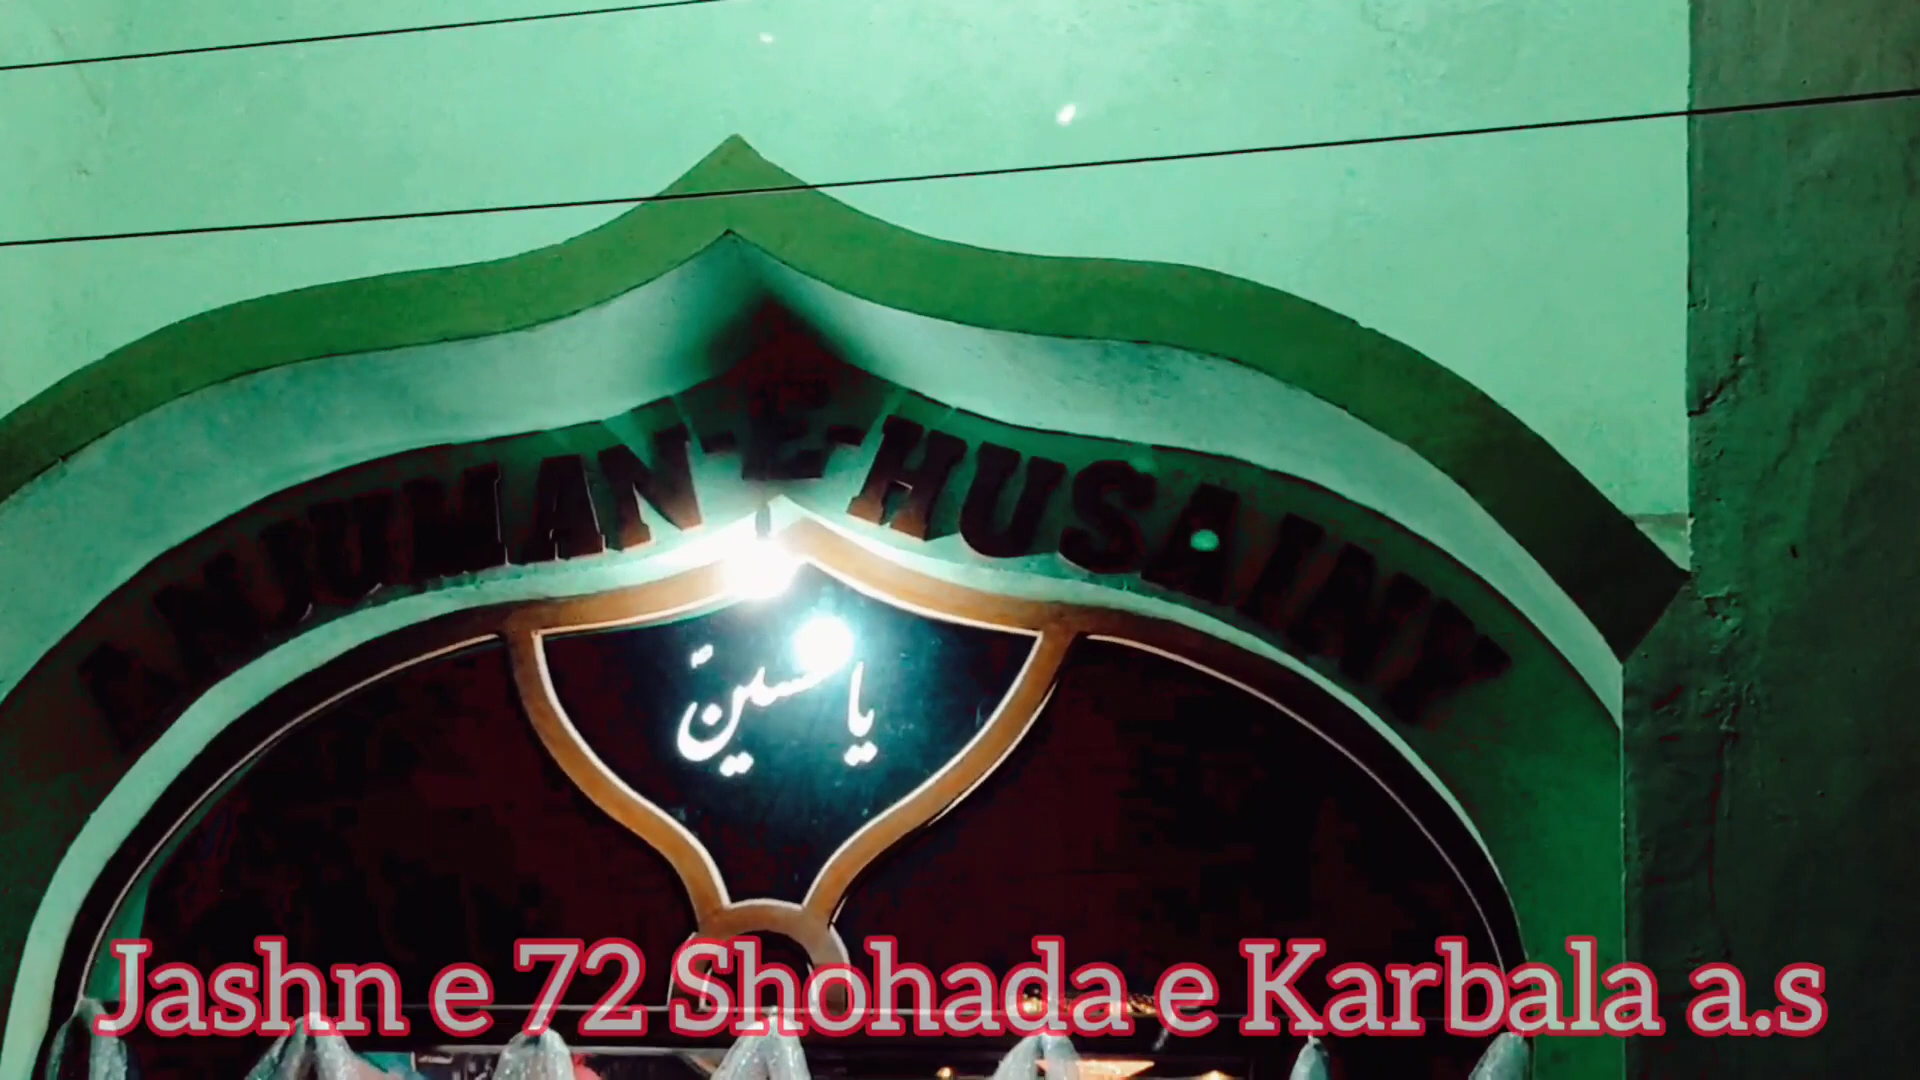 ANJUMAN-E-HUSAINY
یا حسینؑ
Jashn e 72 Shohada e Karbala a.s